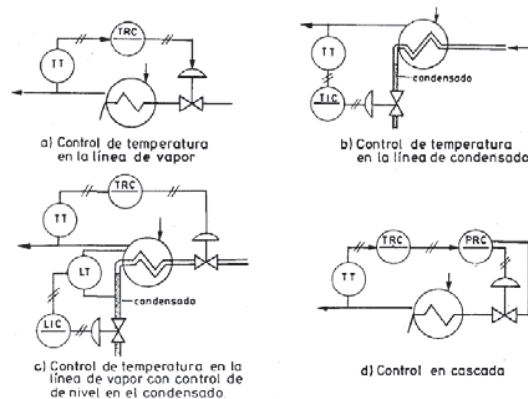 TRC
TT
a) Control de temperatura
en la línea de vapor
TT
condensado
TIC
b) Control de temperatura
en la línea de condensado
TRC
TT
LT
condensado
LIC
c) Control de temperatura en la
línea de vapor con control de
de nivel en el condensado
TRC
PRC
TT
d) Control en cascada